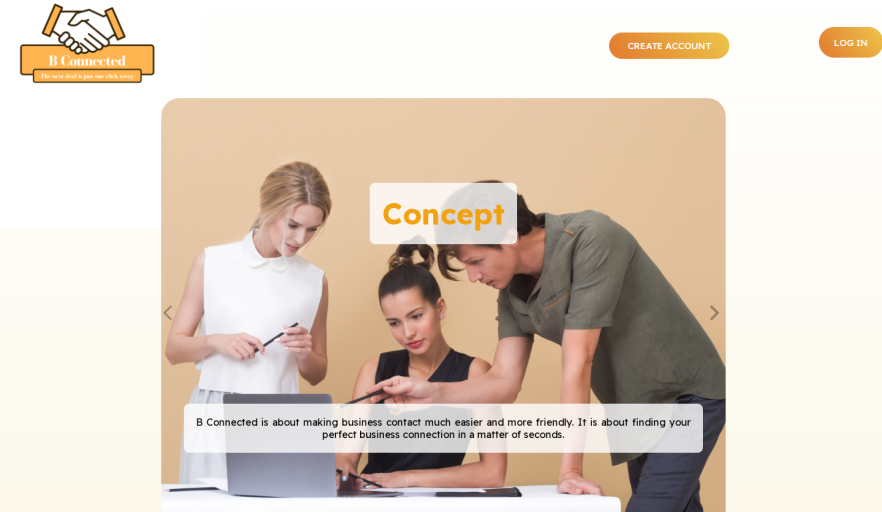 B Connected
The next deal is just one click away
CREATE ACCOUNT
LOG IN
Concept
B Connected is about making business contact much easier and more friendly. It is about finding your
perfect business connection in a matter of seconds.